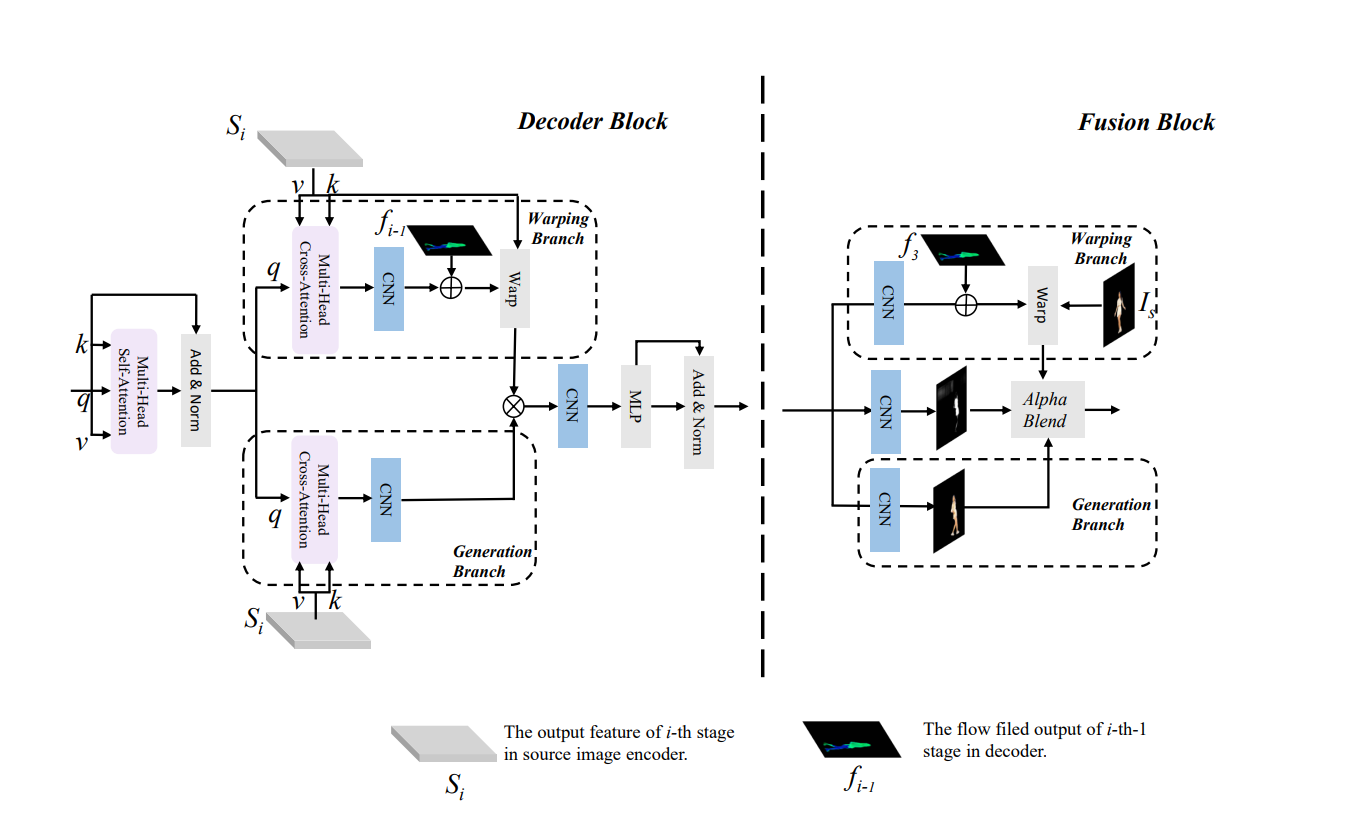 Decoder Block
Fusion Block
S_i
v k
f_{i-1}
Warping
Branch
q
Multi-Head
Cross-Attention
CNN
Warp
k
q
v
Multi-Head
Self-Attention
Add & Norm
CNN
MLP
Add & Norm
q
Multi-Head
Cross-Attention
CNN
Generation
Branch
v k
S_i
f_3
Warping
Branch
CNN
Warp
I_s
CNN
Alpha
Blend
CNN
Generation
Branch
The output feature of i-th stage
in source image encoder.
S_i
The flow filed output of i-th-1
stage in decoder.
f_{i-1}